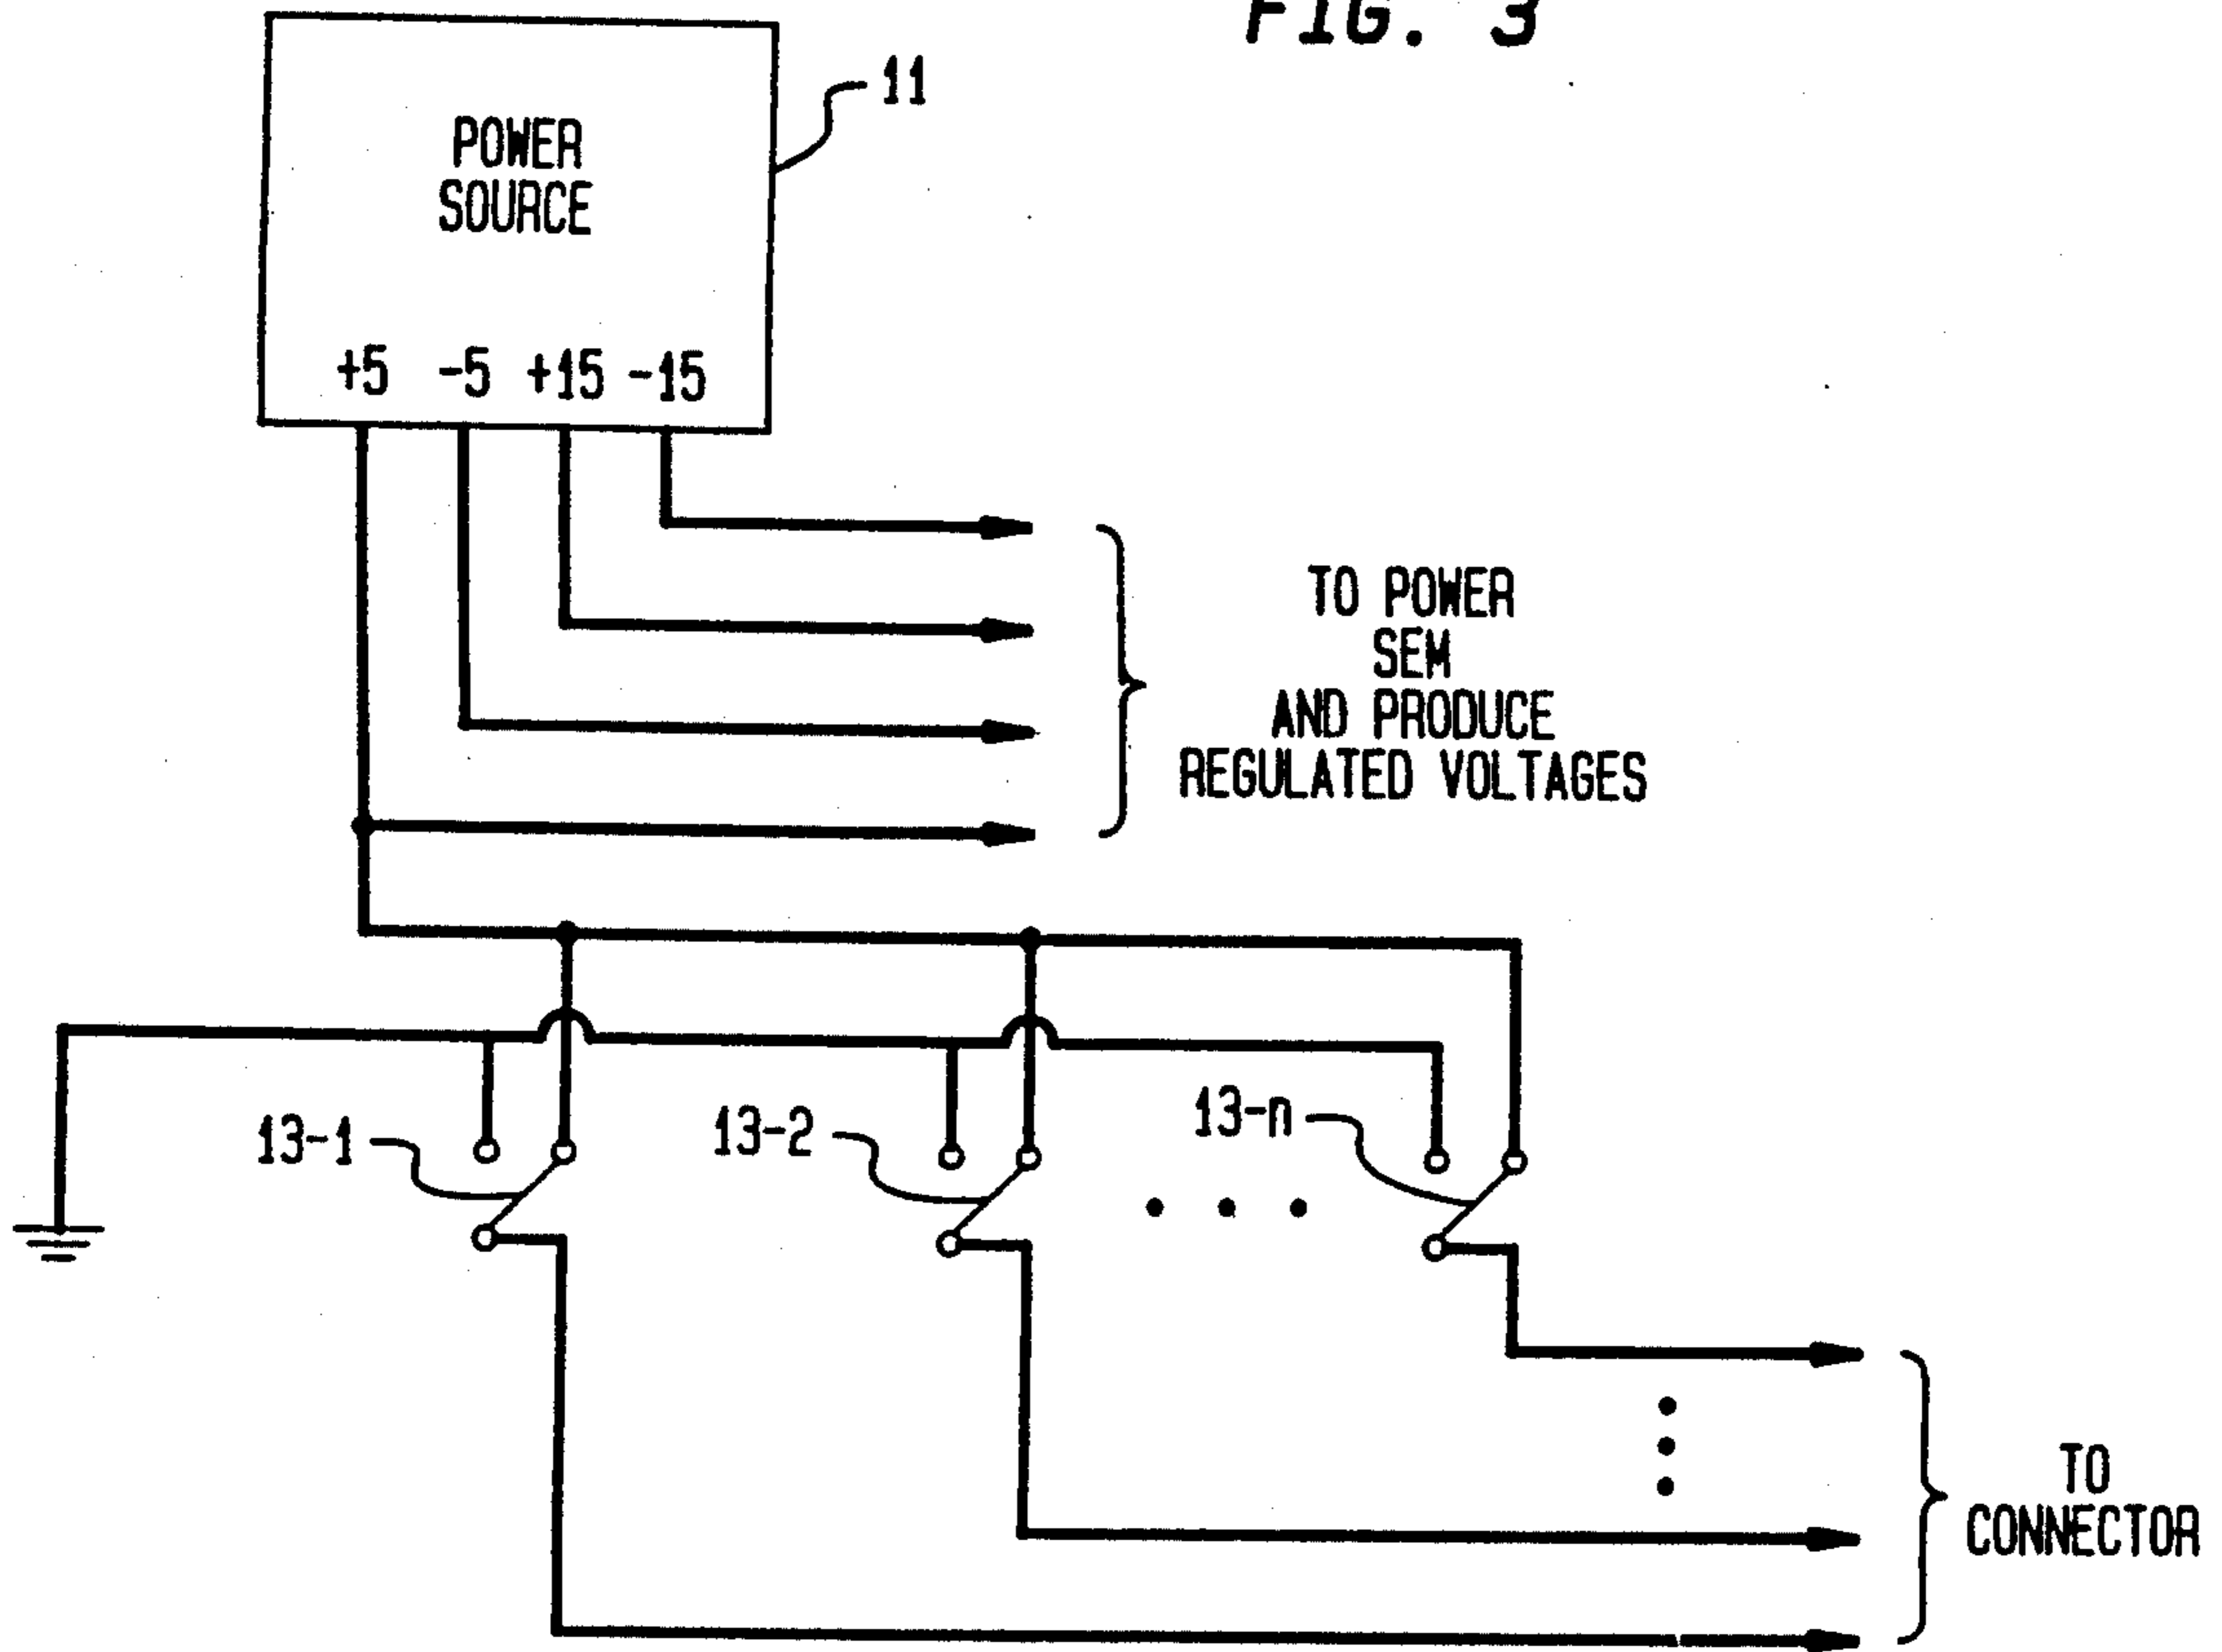 FIG. 3
11
POWER
SOURCE
+5 -5 +15 -15
TO POWER
SEM
AND PRODUCE
REGULATED VOLTAGES
13-1
13-2
13-n
TO
CONNECTOR